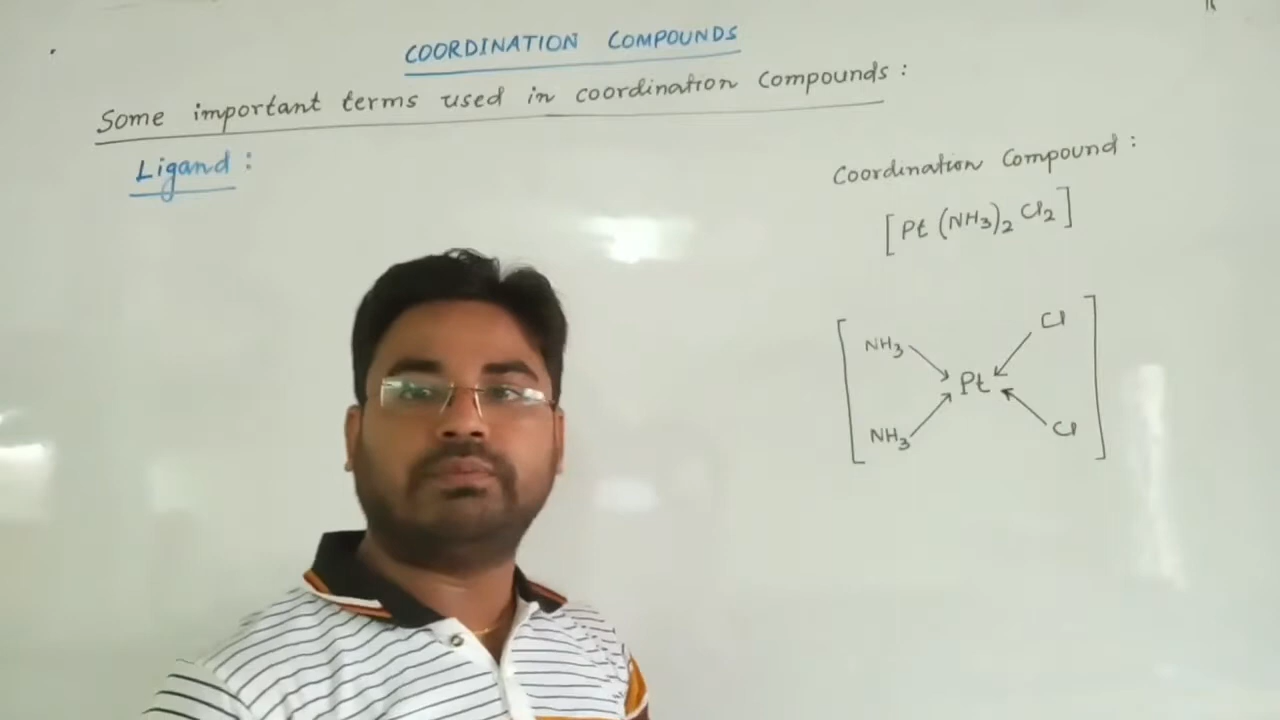 COORDINATION COMPOUNDS
Some important terms used in coordination compounds :
Ligand :
Coordination Compound :
[Pt (NH3)2 Cl2]
NH3 Cl
Pt
NH3 Cl